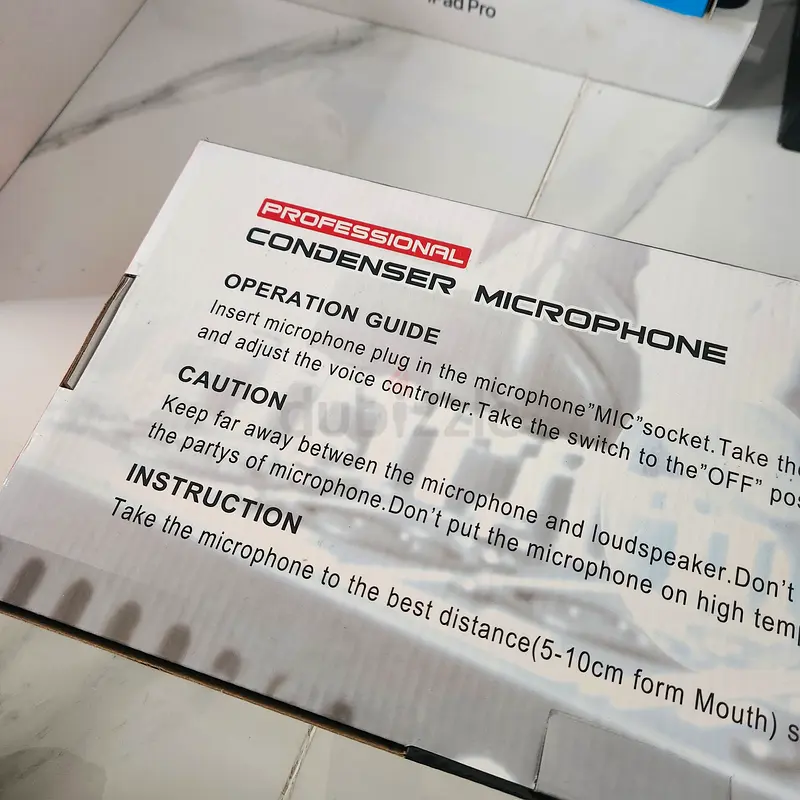 Pad Pro
PROFESSIONAL
CONDENSER MICROPHONE
OPERATION GUIDE
Insert microphone plug in the microphone"MIC"socket.Take the
and adjust the voice controller.Take the switch to the"OFF"
CAUTION
Keep far away between the microphone and loudspeaker.Don't
the partys of microphone.Don't put the microphone on high
INSTRUCTION
Take the microphone to the best distance(5-10cm form Mouth)
dubizzle